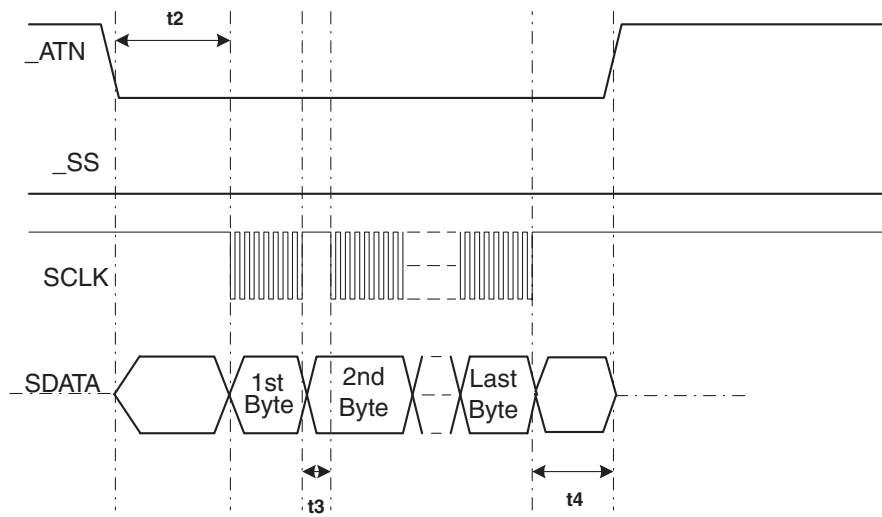 t2
_ATN
_SS
SCLK
_SDATA
1st
Byte
2nd
Byte
Last
Byte
t3
t4